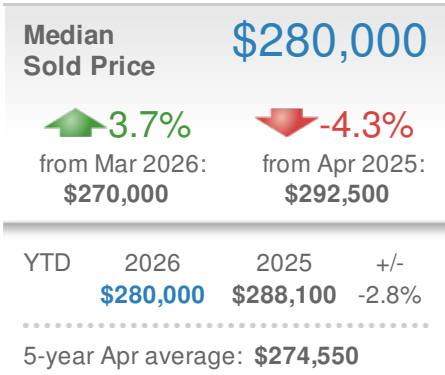 Median $280,000
Sold Price
3.7% -4.3%
from Mar 2026: from Apr 2025:
$270,000 $292,500
YTD 2026 2025 +/-
$280,000 $288,100 -2.8%
5-year Apr average: $274,550